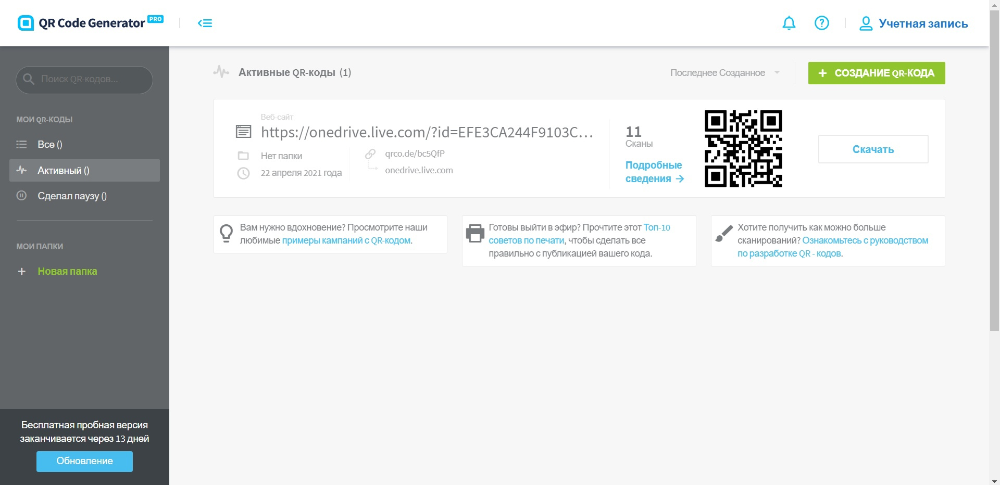 QR Code Generator PRO
Учетная запись
Поиск QR-кодов...
МОИ QR-КОДЫ
Все ()
Активный ()
Сделал паузу ()
МОИ ПАПКИ
+ Новая папка
Бесплатная пробная версия
заканчивается через 13 дней
Обновление
Активные QR-коды (1)
Последнее Созданное
+ СОЗДАНИЕ QR-КОДА
Веб-сайт
https://onedrive.live.com/?id=EFE3CA244F9103C...
Нет папки
22 апреля 2021 года
qrco.de/bc5QfP
onedrive.live.com
11
Сканы
Подробные
сведения →
Скачать
Вам нужно вдохновение? Просмотрите наши
любимые примеры кампаний с QR-кодом.
Готовы выйти в эфир? Прочтите этот Топ-10
советов по печати, чтобы сделать все
правильно с публикацией вашего кода.
Хотите получить как можно больше
сканирований? Ознакомьтесь с руководством
по разработке QR - кодов.